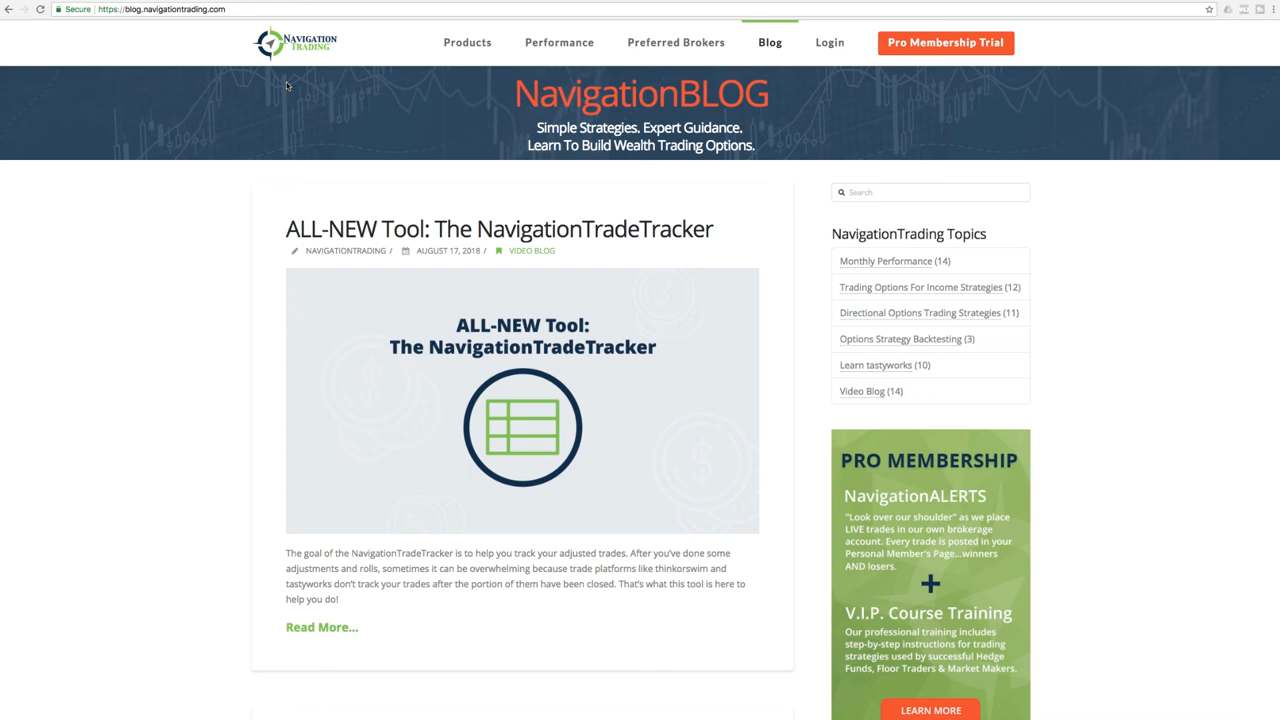 Secure https://blog.navigationtrading.com
NAVIGATION
TRADING
Products Performance Preferred Brokers Blog Login Pro Membership Trial
NavigationBLOG
Simple Strategies. Expert Guidance.
Learn To Build Wealth Trading Options.
ALL-NEW Tool: The NavigationTradeTracker
NAVIGATIONTRADING / AUGUST 17, 2018 / VIDEO BLOG
ALL-NEW Tool:
The NavigationTradeTracker
The goal of the NavigationTradeTracker is to help you track your adjusted trades. After you've done some
adjustments and rolls, sometimes it can be overwhelming because trade platforms like thinkorswim and
tastyworks don't track your trades after the portion of them have been closed. That's what this tool is here to
help you do!
Read More...
Search
NavigationTrading Topics
Monthly Performance (14)
Trading Options For Income Strategies (12)
Directional Options Trading Strategies (11)
Options Strategy Backtesting (3)
Learn tastyworks (10)
Video Blog (14)
PRO MEMBERSHIP
NavigationALERTS
"Look over our shoulder" as we place
LIVE trades in our own brokerage
account. Every trade is posted in your
Personal Member's Page...winners
AND losers.
+
V.I.P. Course Training
Our professional training includes
step-by-step instructions for trading
strategies used by successful Hedge
Funds, Floor Traders & Market Makers.
LEARN MORE